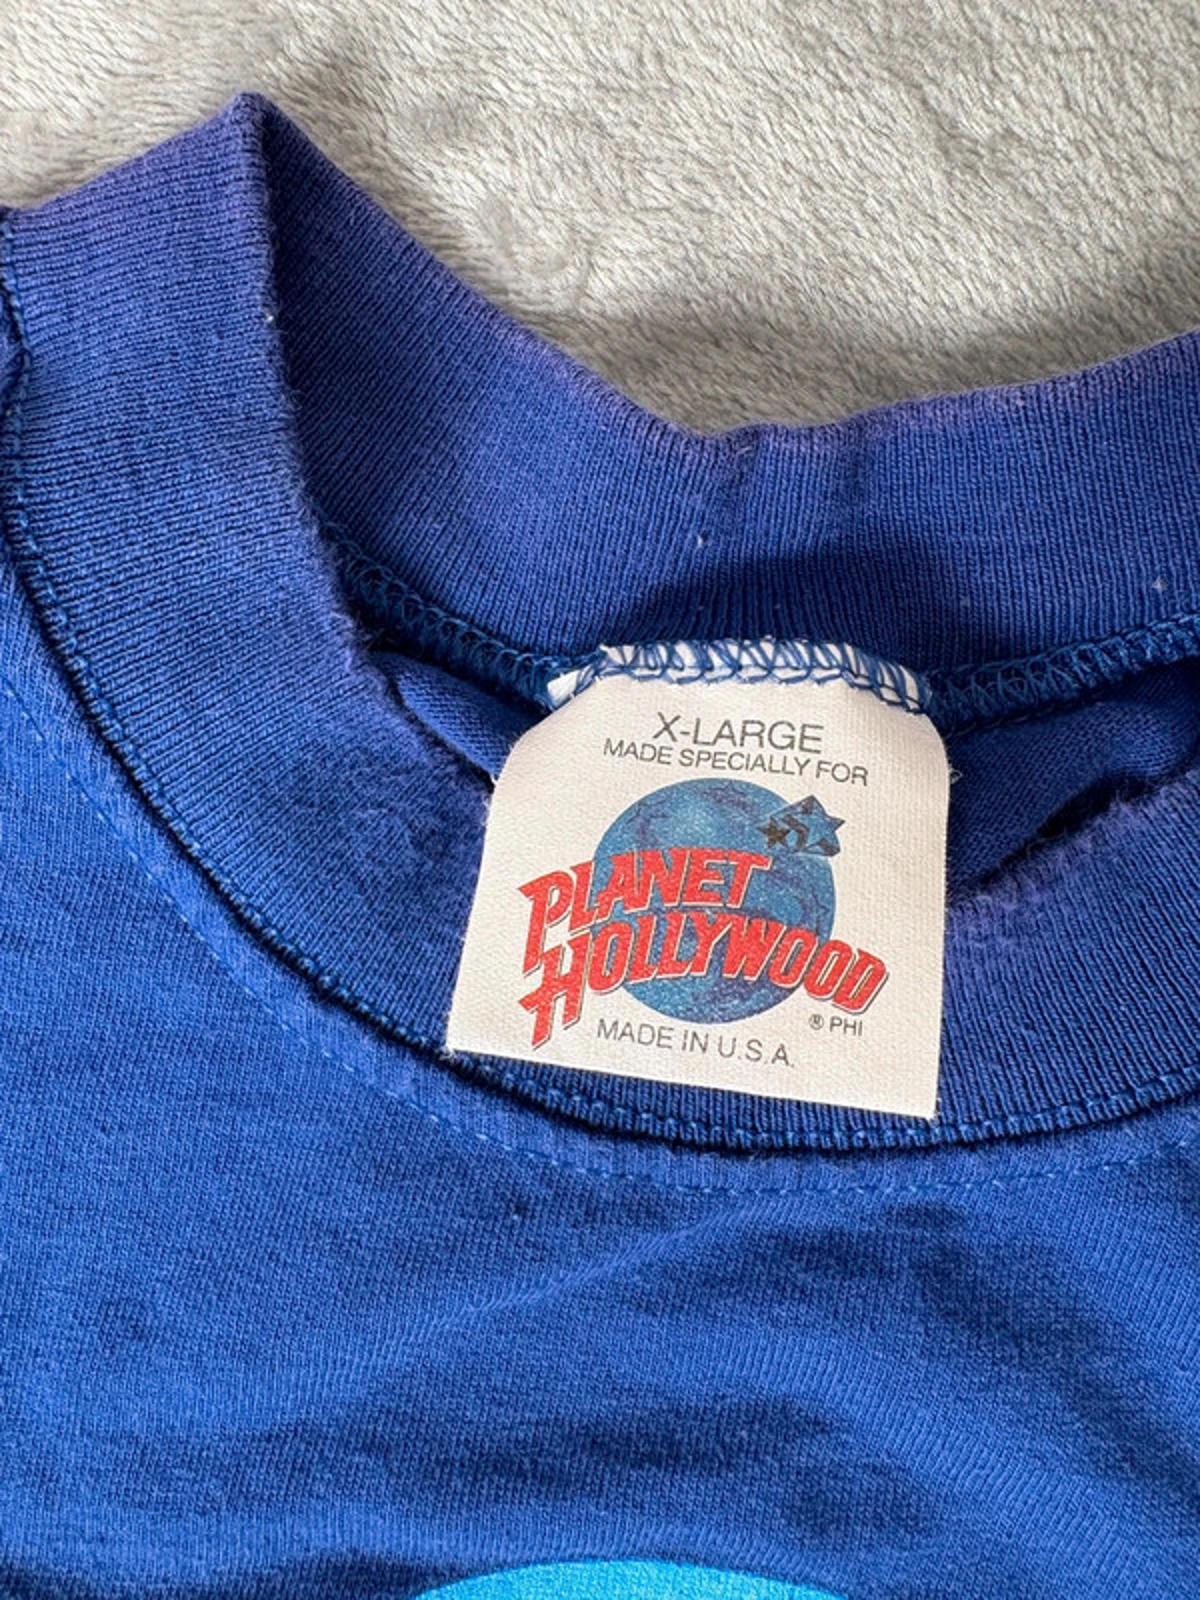 X-LARGE
MADE SPECIALLY FOR
PLANET
HOLLYWOOD
® PHI
MADE IN U.S.A.